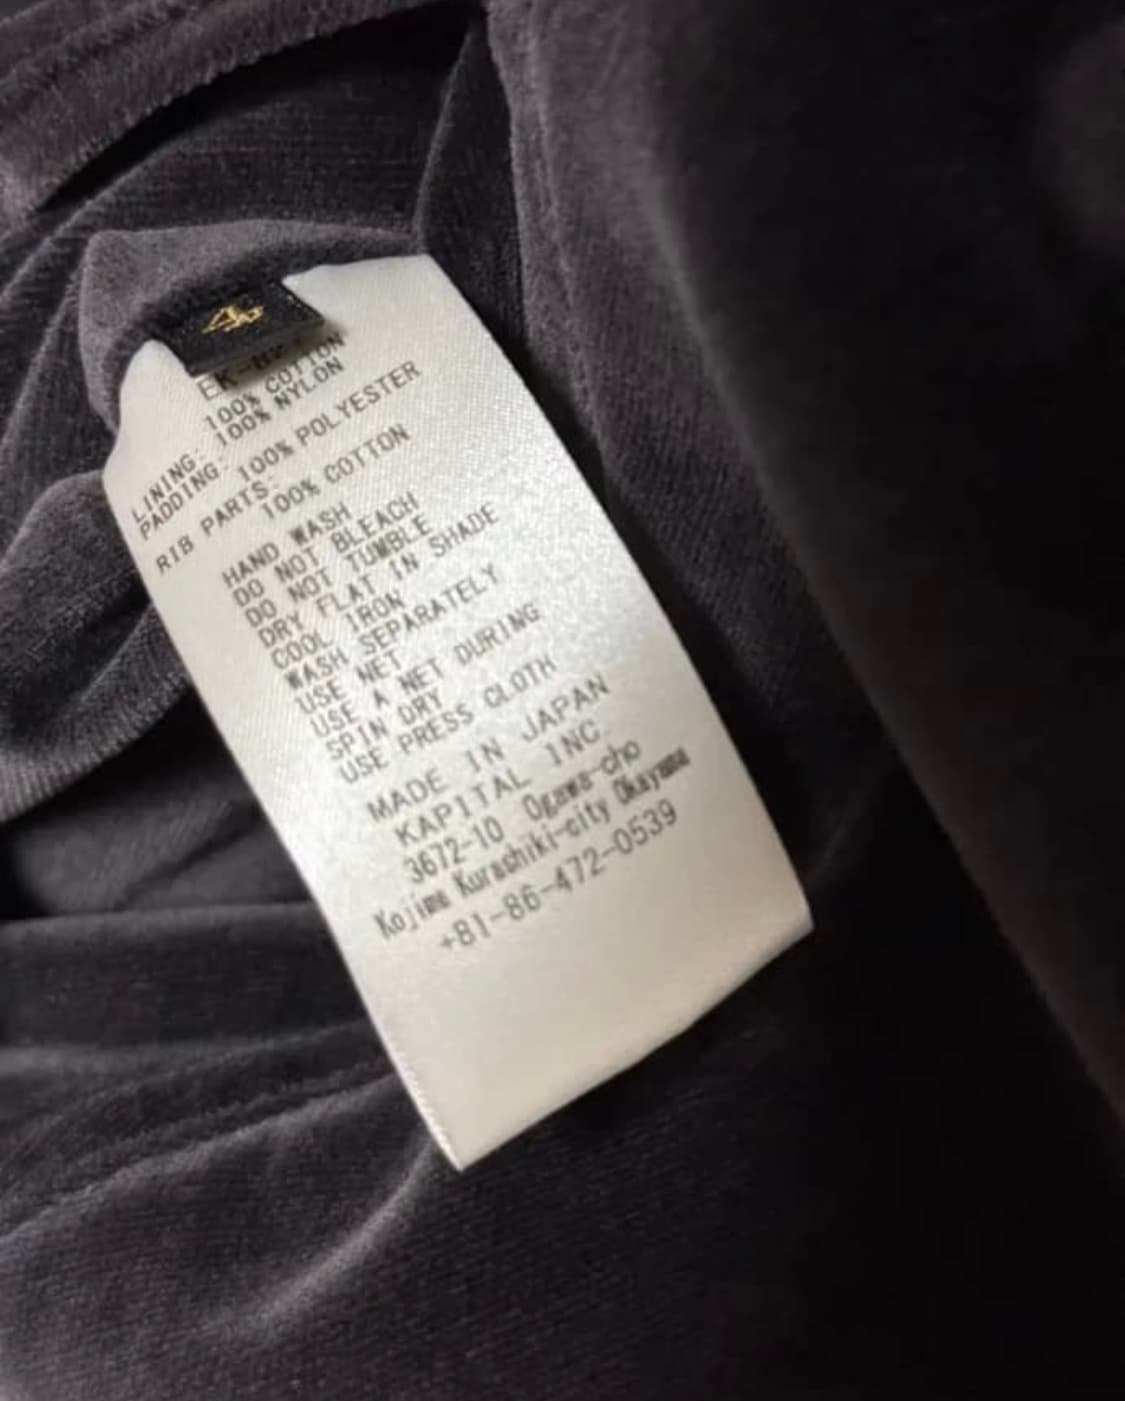 4
100% COTTON
LINING: 100% NYLON
PADDING: 100% POLYESTER
RIB PARTS:
100% COTTON
HAND WASH
DO NOT BLEACH
DO NOT TUMBLE
DRY FLAT IN SHADE
COOL IRON
WASH SEPARATELY
USE NET
USE A NET DURING
SPIN DRY
USE PRESS CLOTH
MADE IN JAPAN
KAPITAL INC.
3672-10 Ogawa-cho
Kojima Kurashiki-city Okayama
+81-86-472-0539